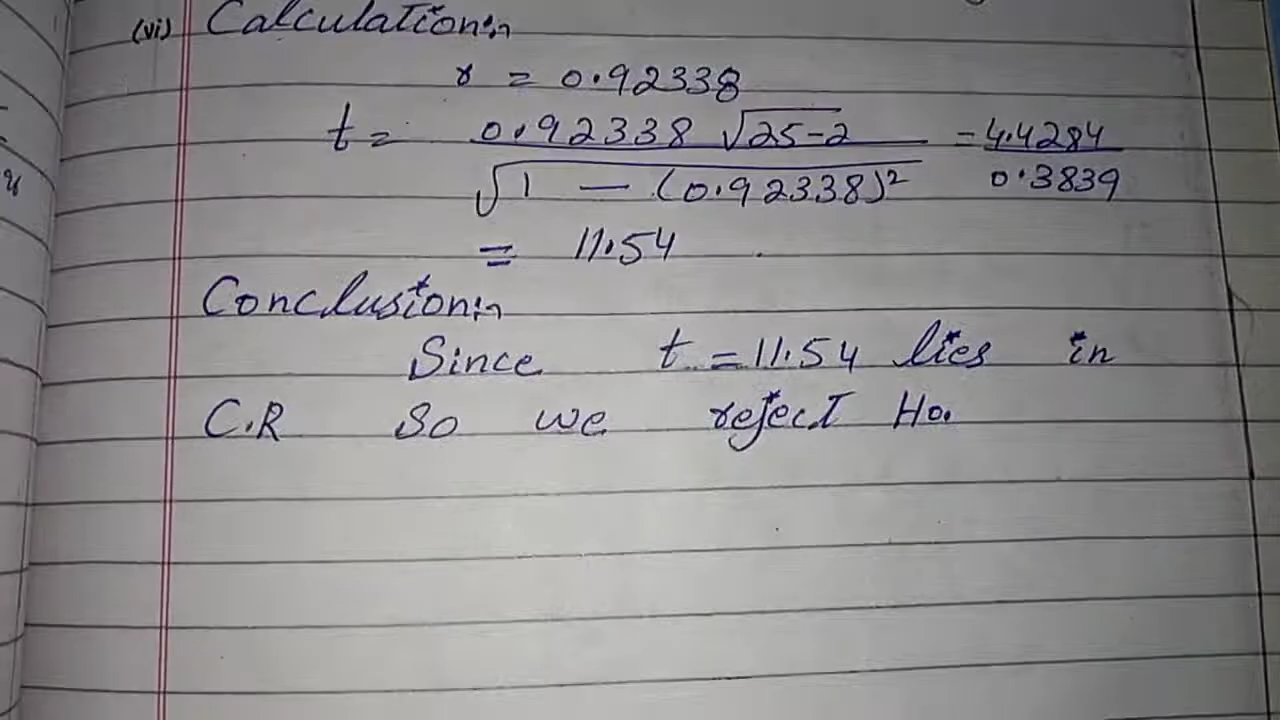 (vi) Calculation:n
r = 0.92338
t = 0.92338 √25-2 / √1 - (0.92338)² = 4.4284 / 0.3839
= 11.54
Conclusion:n
Since t = 11.54 lies in
C.R So we reject Ho.